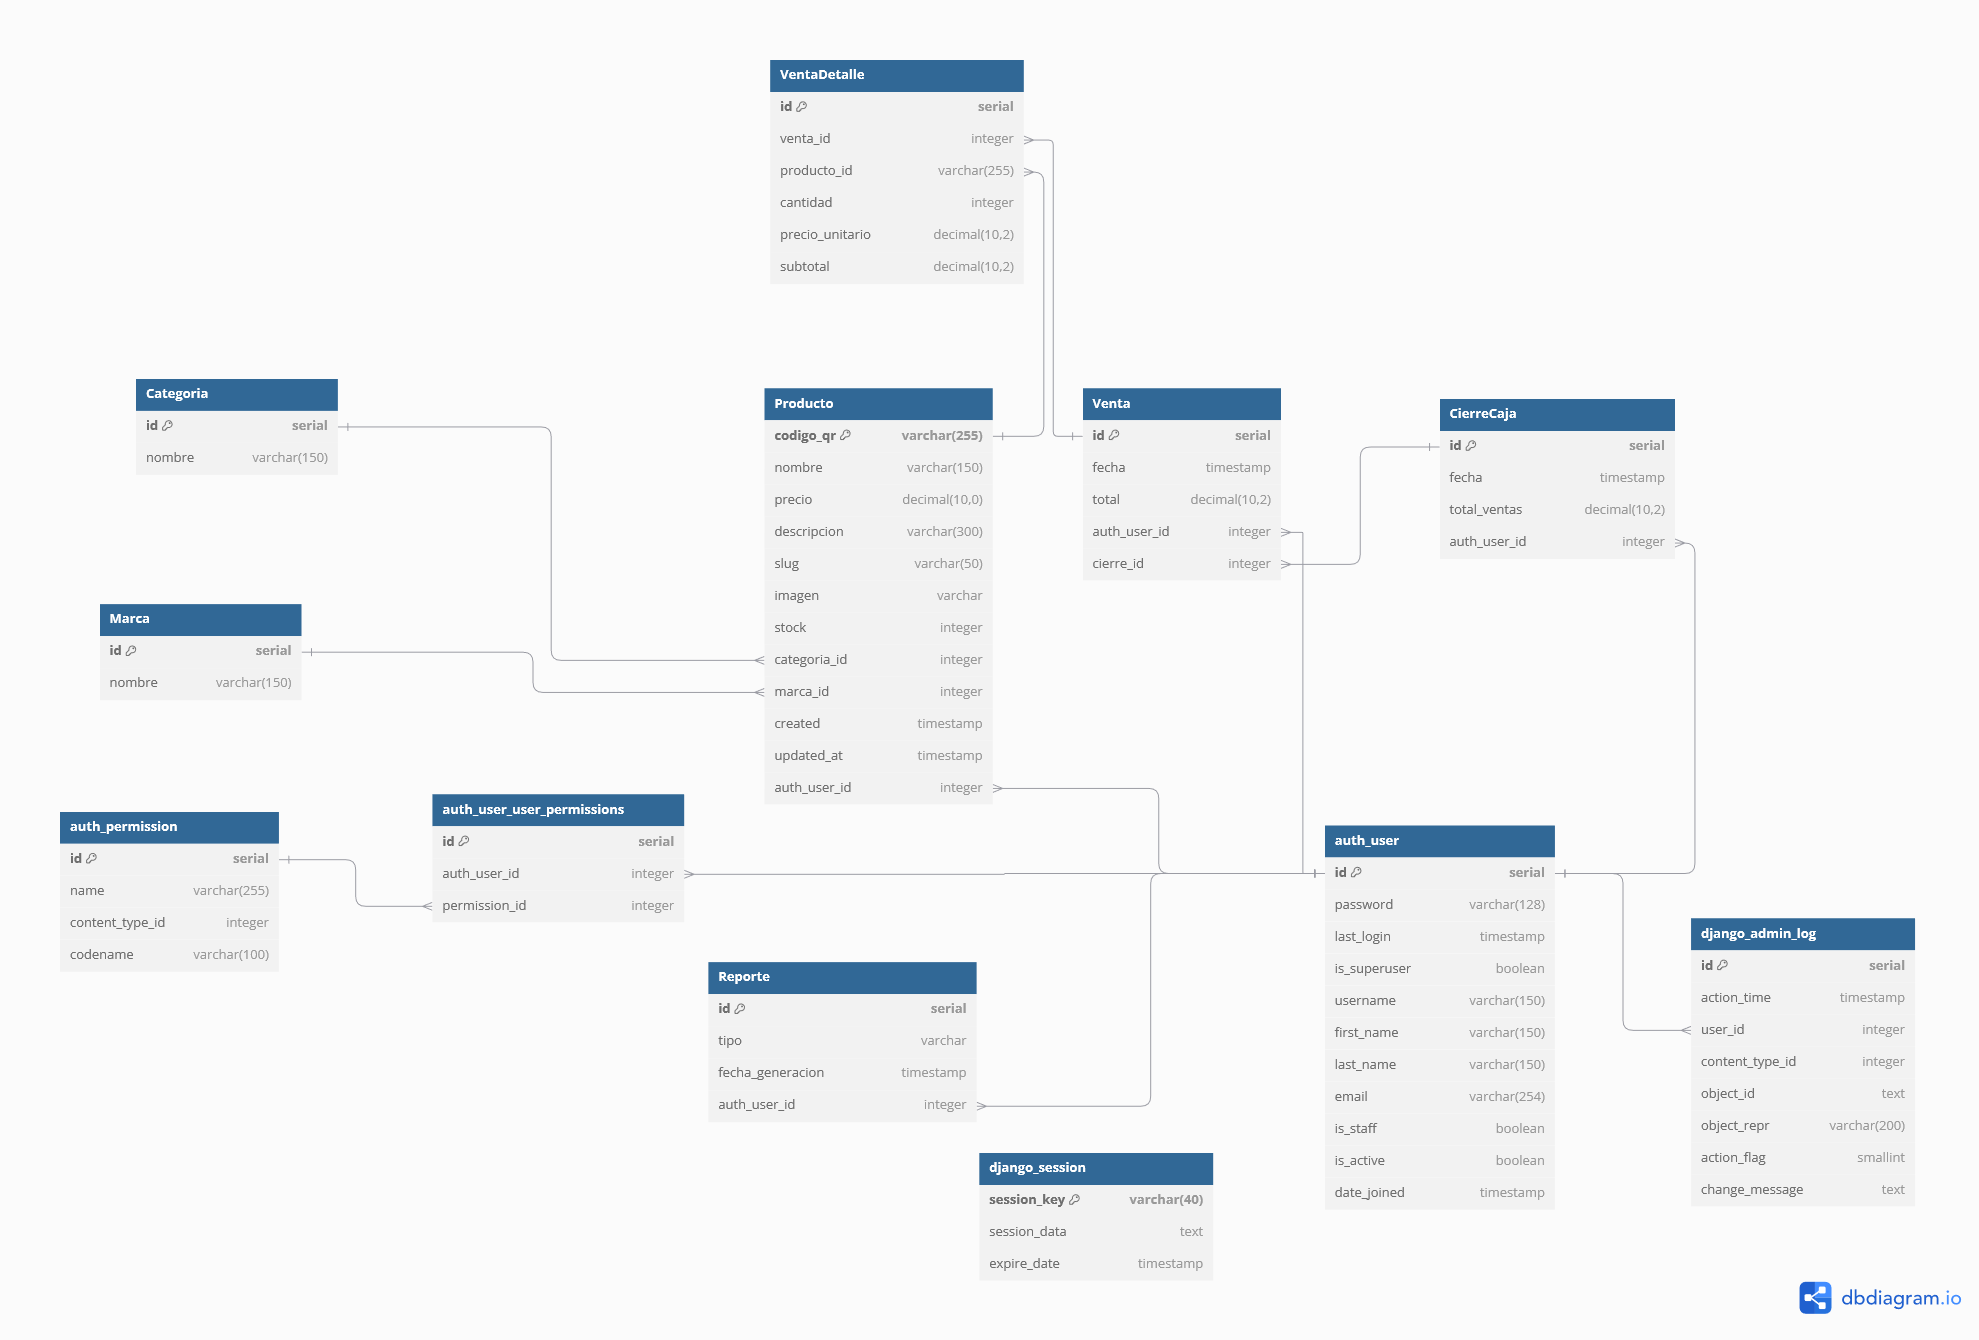 VentaDetalle
id serial
venta_id integer
producto_id varchar(255)
cantidad integer
precio_unitario decimal(10,2)
subtotal decimal(10,2)
Categoria
id serial
nombre varchar(150)
Producto
codigo_qr varchar(255)
nombre varchar(150)
precio decimal(10,0)
descripcion varchar(300)
slug varchar(50)
imagen varchar
stock integer
categoria_id integer
marca_id integer
created timestamp
updated_at timestamp
auth_user_id integer
Venta
id serial
fecha timestamp
total decimal(10,2)
auth_user_id integer
cierre_id integer
CierreCaja
id serial
fecha timestamp
total_ventas decimal(10,2)
auth_user_id integer
Marca
id serial
nombre varchar(150)
auth_permission
id serial
name varchar(255)
content_type_id integer
codename varchar(100)
auth_user_user_permissions
id serial
auth_user_id integer
permission_id integer
auth_user
id serial
password varchar(128)
last_login timestamp
is_superuser boolean
username varchar(150)
first_name varchar(150)
last_name varchar(150)
email varchar(254)
is_staff boolean
is_active boolean
date_joined timestamp
django_admin_log
id serial
action_time timestamp
user_id integer
content_type_id integer
object_id text
object_repr varchar(200)
action_flag smallint
change_message text
Reporte
id serial
tipo varchar
fecha_generacion timestamp
auth_user_id integer
django_session
session_key varchar(40)
session_data text
expire_date timestamp
dbdiagram.io